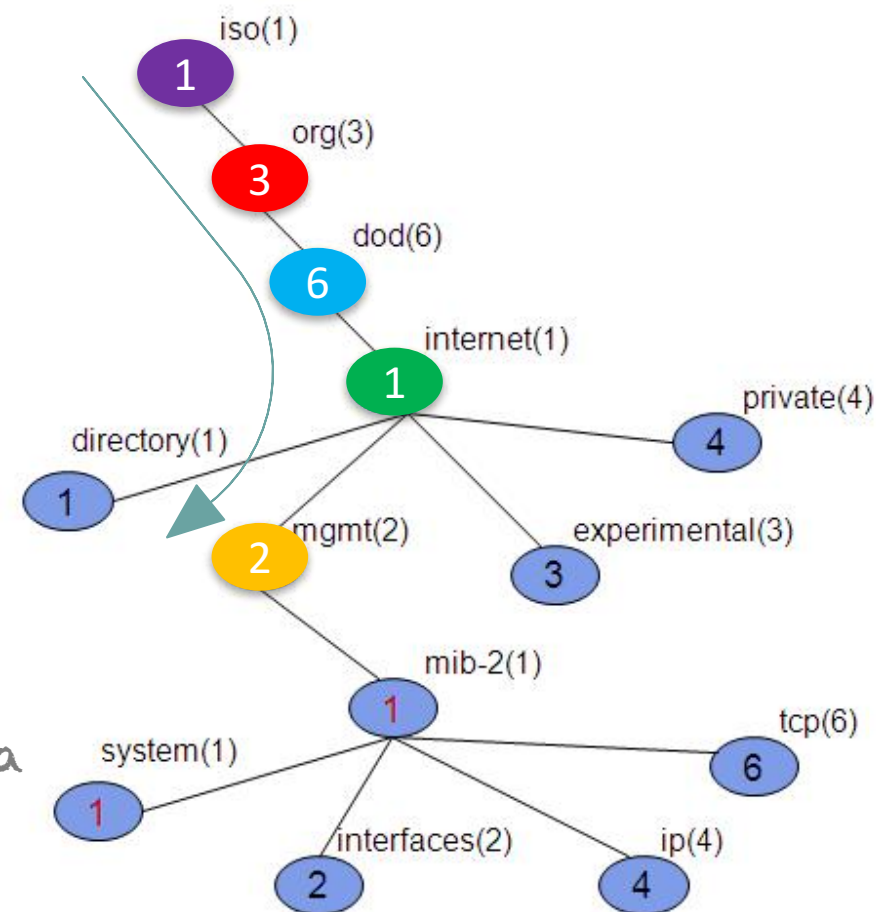 iso(1)
1
org(3)
3
dod(6)
6
internet(1)
1
private(4)
4
directory(1)
1
mgmt(2)
2
experimental(3)
3
mib-2(1)
1
tcp(6)
6
a
system(1)
1
interfaces(2)
2
ip(4)
4